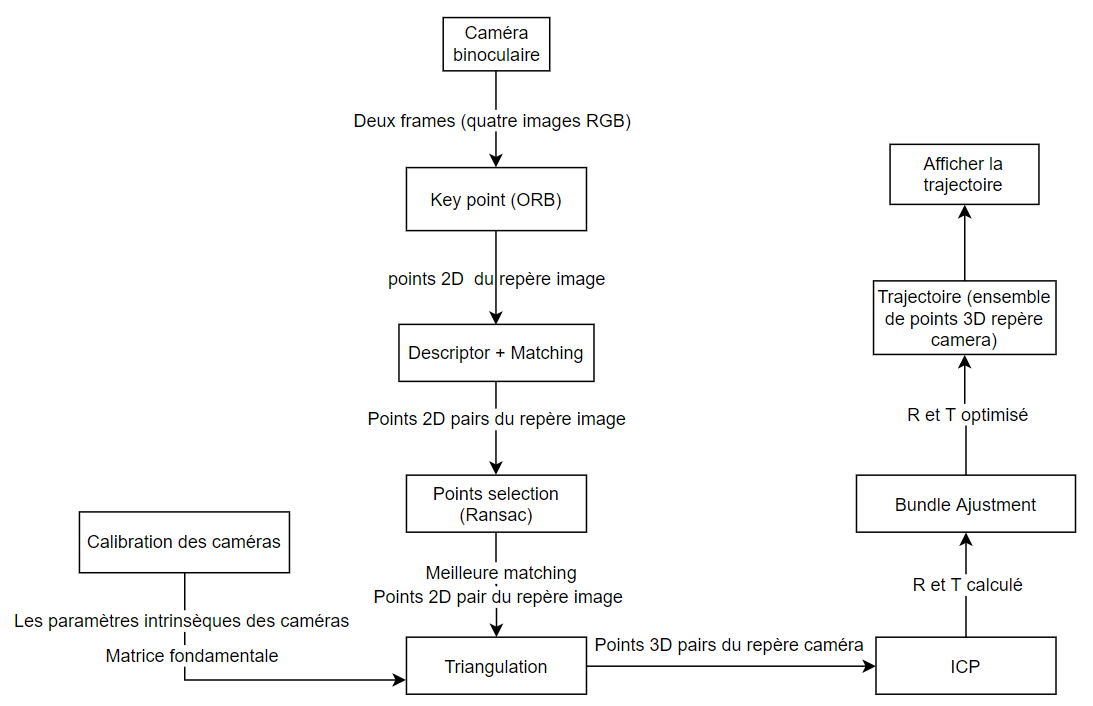 Caméra
binoculaire
Deux frames (quatre images RGB)
Key point (ORB)
points 2D  du repère image
Descriptor + Matching
Points 2D pairs du repère image
Points selection
(Ransac)
Meilleure matching
Points 2D pair du repère image
Calibration des caméras
Les paramètres intrinsèques des caméras
Matrice fondamentale
Triangulation
Points 3D pairs du repère caméra
ICP
R et T calculé
Bundle Ajustment
R et T optimisé
Trajectoire (ensemble
de points 3D repère
camera)
Afficher la
trajectoire